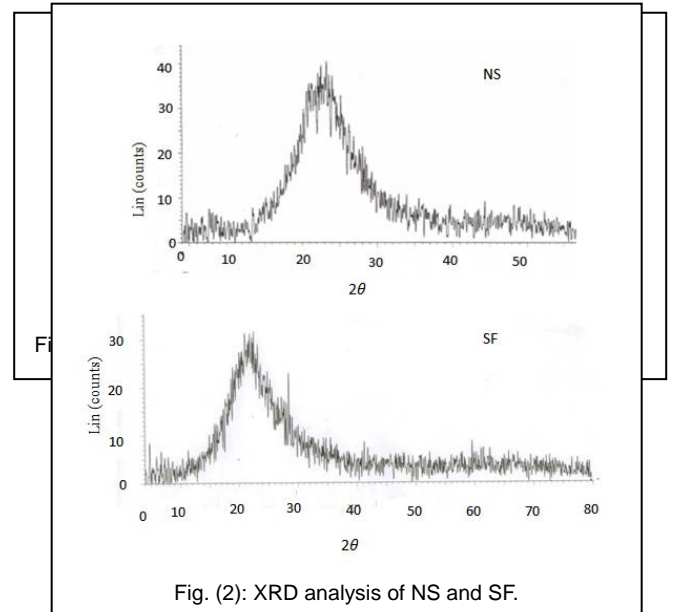 40
30
20
10
0
Lin (counts)
NS
0 10 20 30 40 50
2θ
30
20
10
0
Lin (counts)
SF
0 10 20 30 40 50 60 70 80
2θ
Fi
Fig. (2): XRD analysis of NS and SF.